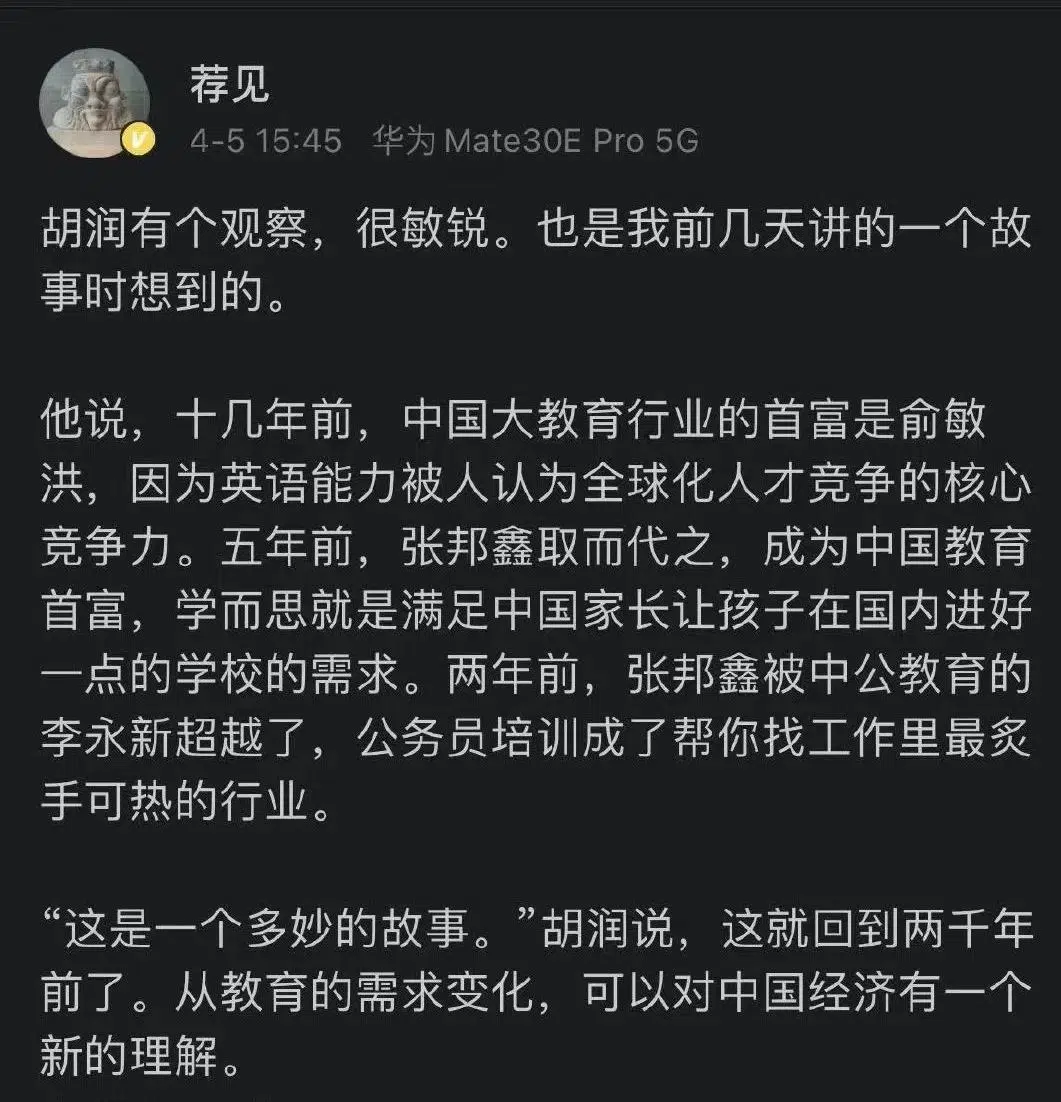 荐见
4-5 15:45 华为Mate30E Pro 5G
胡润有个观察，很敏锐。也是我前几天讲的一个故
事时想到的。
他说，十几年前，中国大教育行业的首富是俞敏
洪，因为英语能力被人认为全球化人才竞争的核心
竞争力。五年前，张邦鑫取而代之，成为中国教育
首富，学而思就是满足中国家长让孩子在国内进好
一点的学校的需求。两年前，张邦鑫被中公教育的
李永新超越了，公务员培训成了帮你找工作里最炙
手可热的行业。
“这是一个多妙的故事。”胡润说，这就回到两千年
前了。从教育的需求变化，可以对中国经济有一个
新的理解。